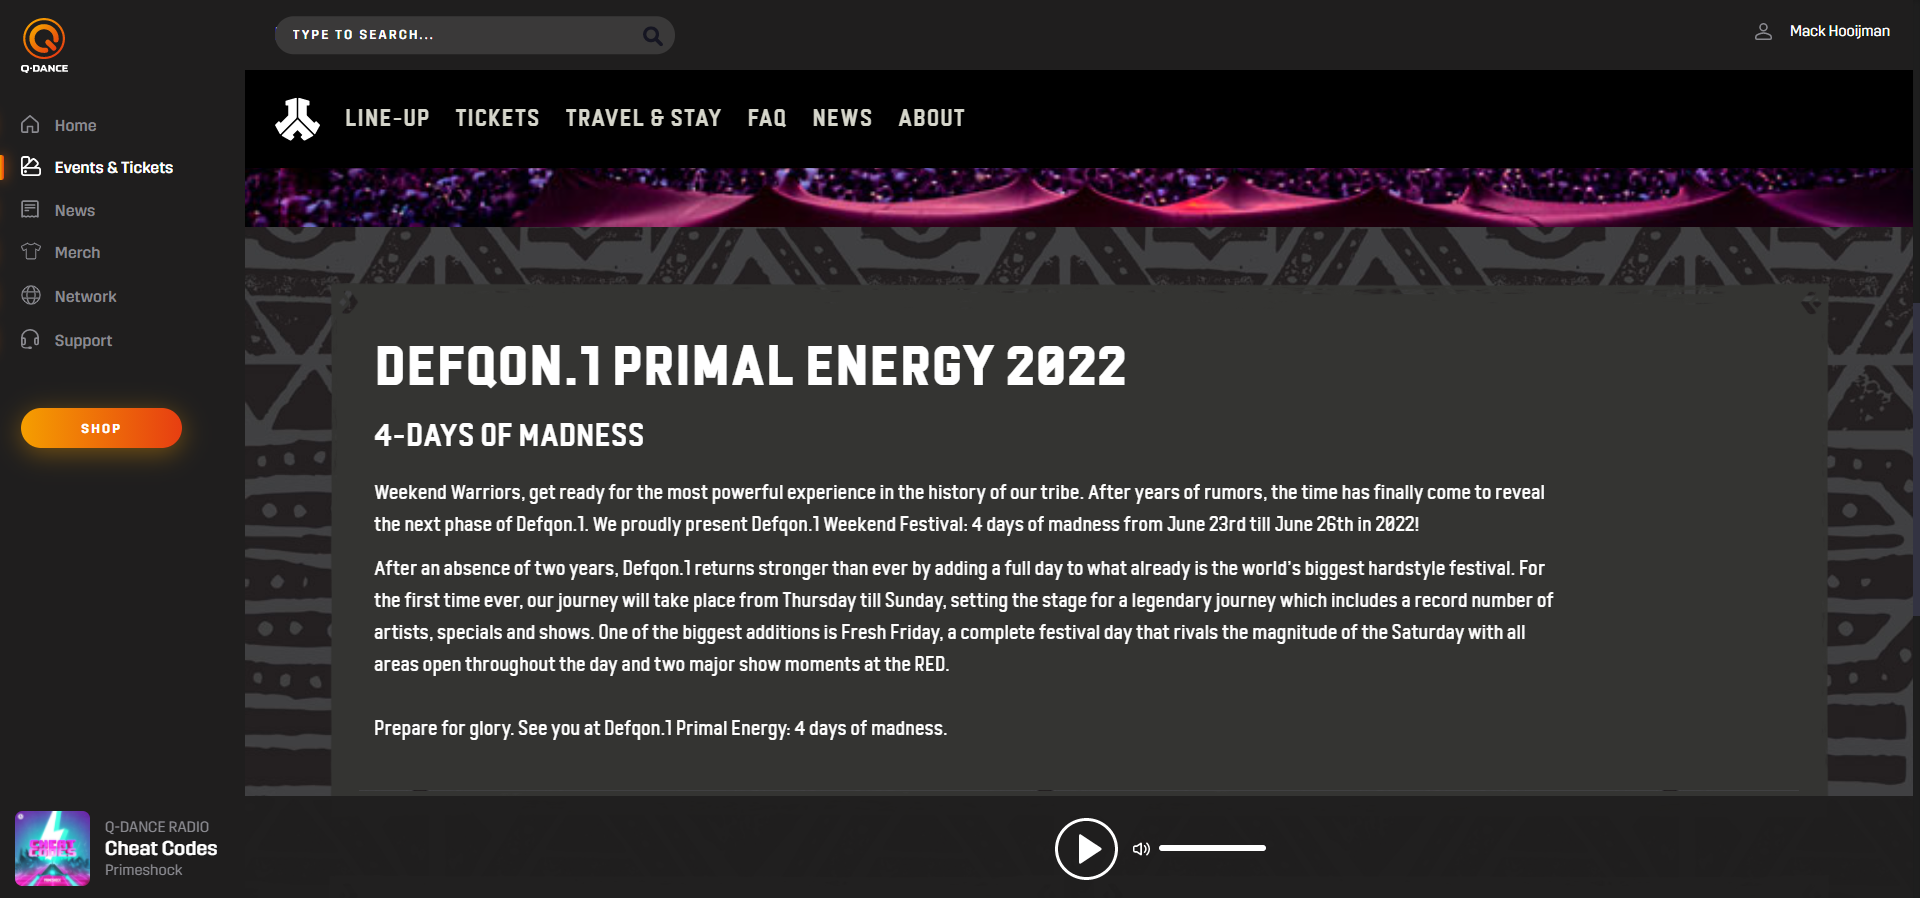 Q-DANCE
TYPE TO SEARCH...
Mack Hooijman
Home
Events & Tickets
News
Merch
Network
Support
SHOP
LINE-UP TICKETS TRAVEL & STAY FAQ NEWS ABOUT
DEFQON.1 PRIMAL ENERGY 2022
4-DAYS OF MADNESS
Weekend Warriors, get ready for the most powerful experience in the history of our tribe. After years of rumors, the time has finally come to reveal
the next phase of Defqon.1. We proudly present Defqon.1 Weekend Festival: 4 days of madness from June 23rd till June 26th in 2022!
After an absence of two years, Defqon.1 returns stronger than ever by adding a full day to what already is the world's biggest hardstyle festival. For
the first time ever, our journey will take place from Thursday till Sunday, setting the stage for a legendary journey which includes a record number of
artists, specials and shows. One of the biggest additions is Fresh Friday, a complete festival day that rivals the magnitude of the Saturday with all
areas open throughout the day and two major show moments at the RED.
Prepare for glory. See you at Defqon.1 Primal Energy: 4 days of madness.
CHEAT
CODES
Q-DANCE RADIO
Cheat Codes
Primeshock